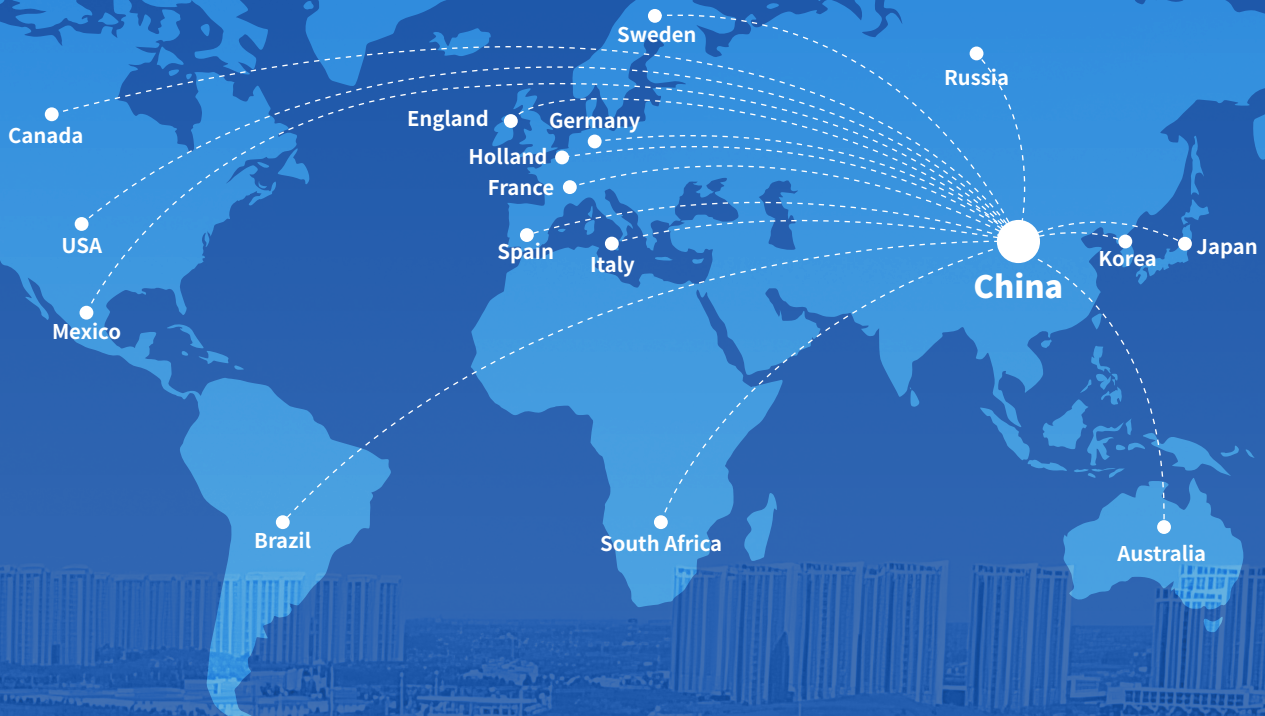 Sweden
Russia
England
Germany
Canada
Holland
France
USA
Spain
Italy
Korea
Japan
China
Mexico
Brazil
South Africa
Australia